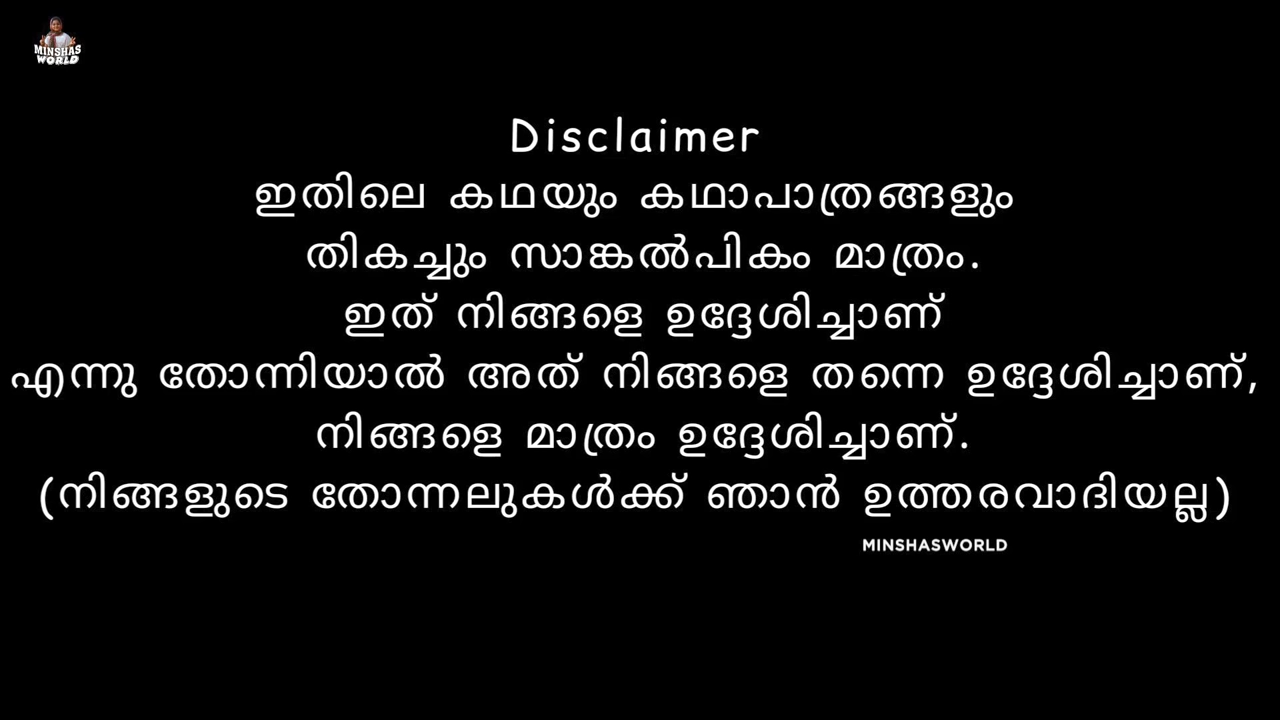 MINSHAS
WORLD
Disclaimer
ഇതിലെ കഥയും കഥാപാത്രങ്ങളും
തികച്ചും സാങ്കൽപികം മാത്രം.
ഇത് നിങ്ങളെ ഉദ്ദേശിച്ചാണ്
എന്നു തോന്നിയാൽ അത് നിങ്ങളെ തന്നെ ഉദ്ദേശിച്ചാണ്,
നിങ്ങളെ മാത്രം ഉദ്ദേശിച്ചാണ്.
(നിങ്ങളുടെ തോന്നലുകൾക്ക് ഞാൻ ഉത്തരവാദിയല്ല)
MINSHASWORLD